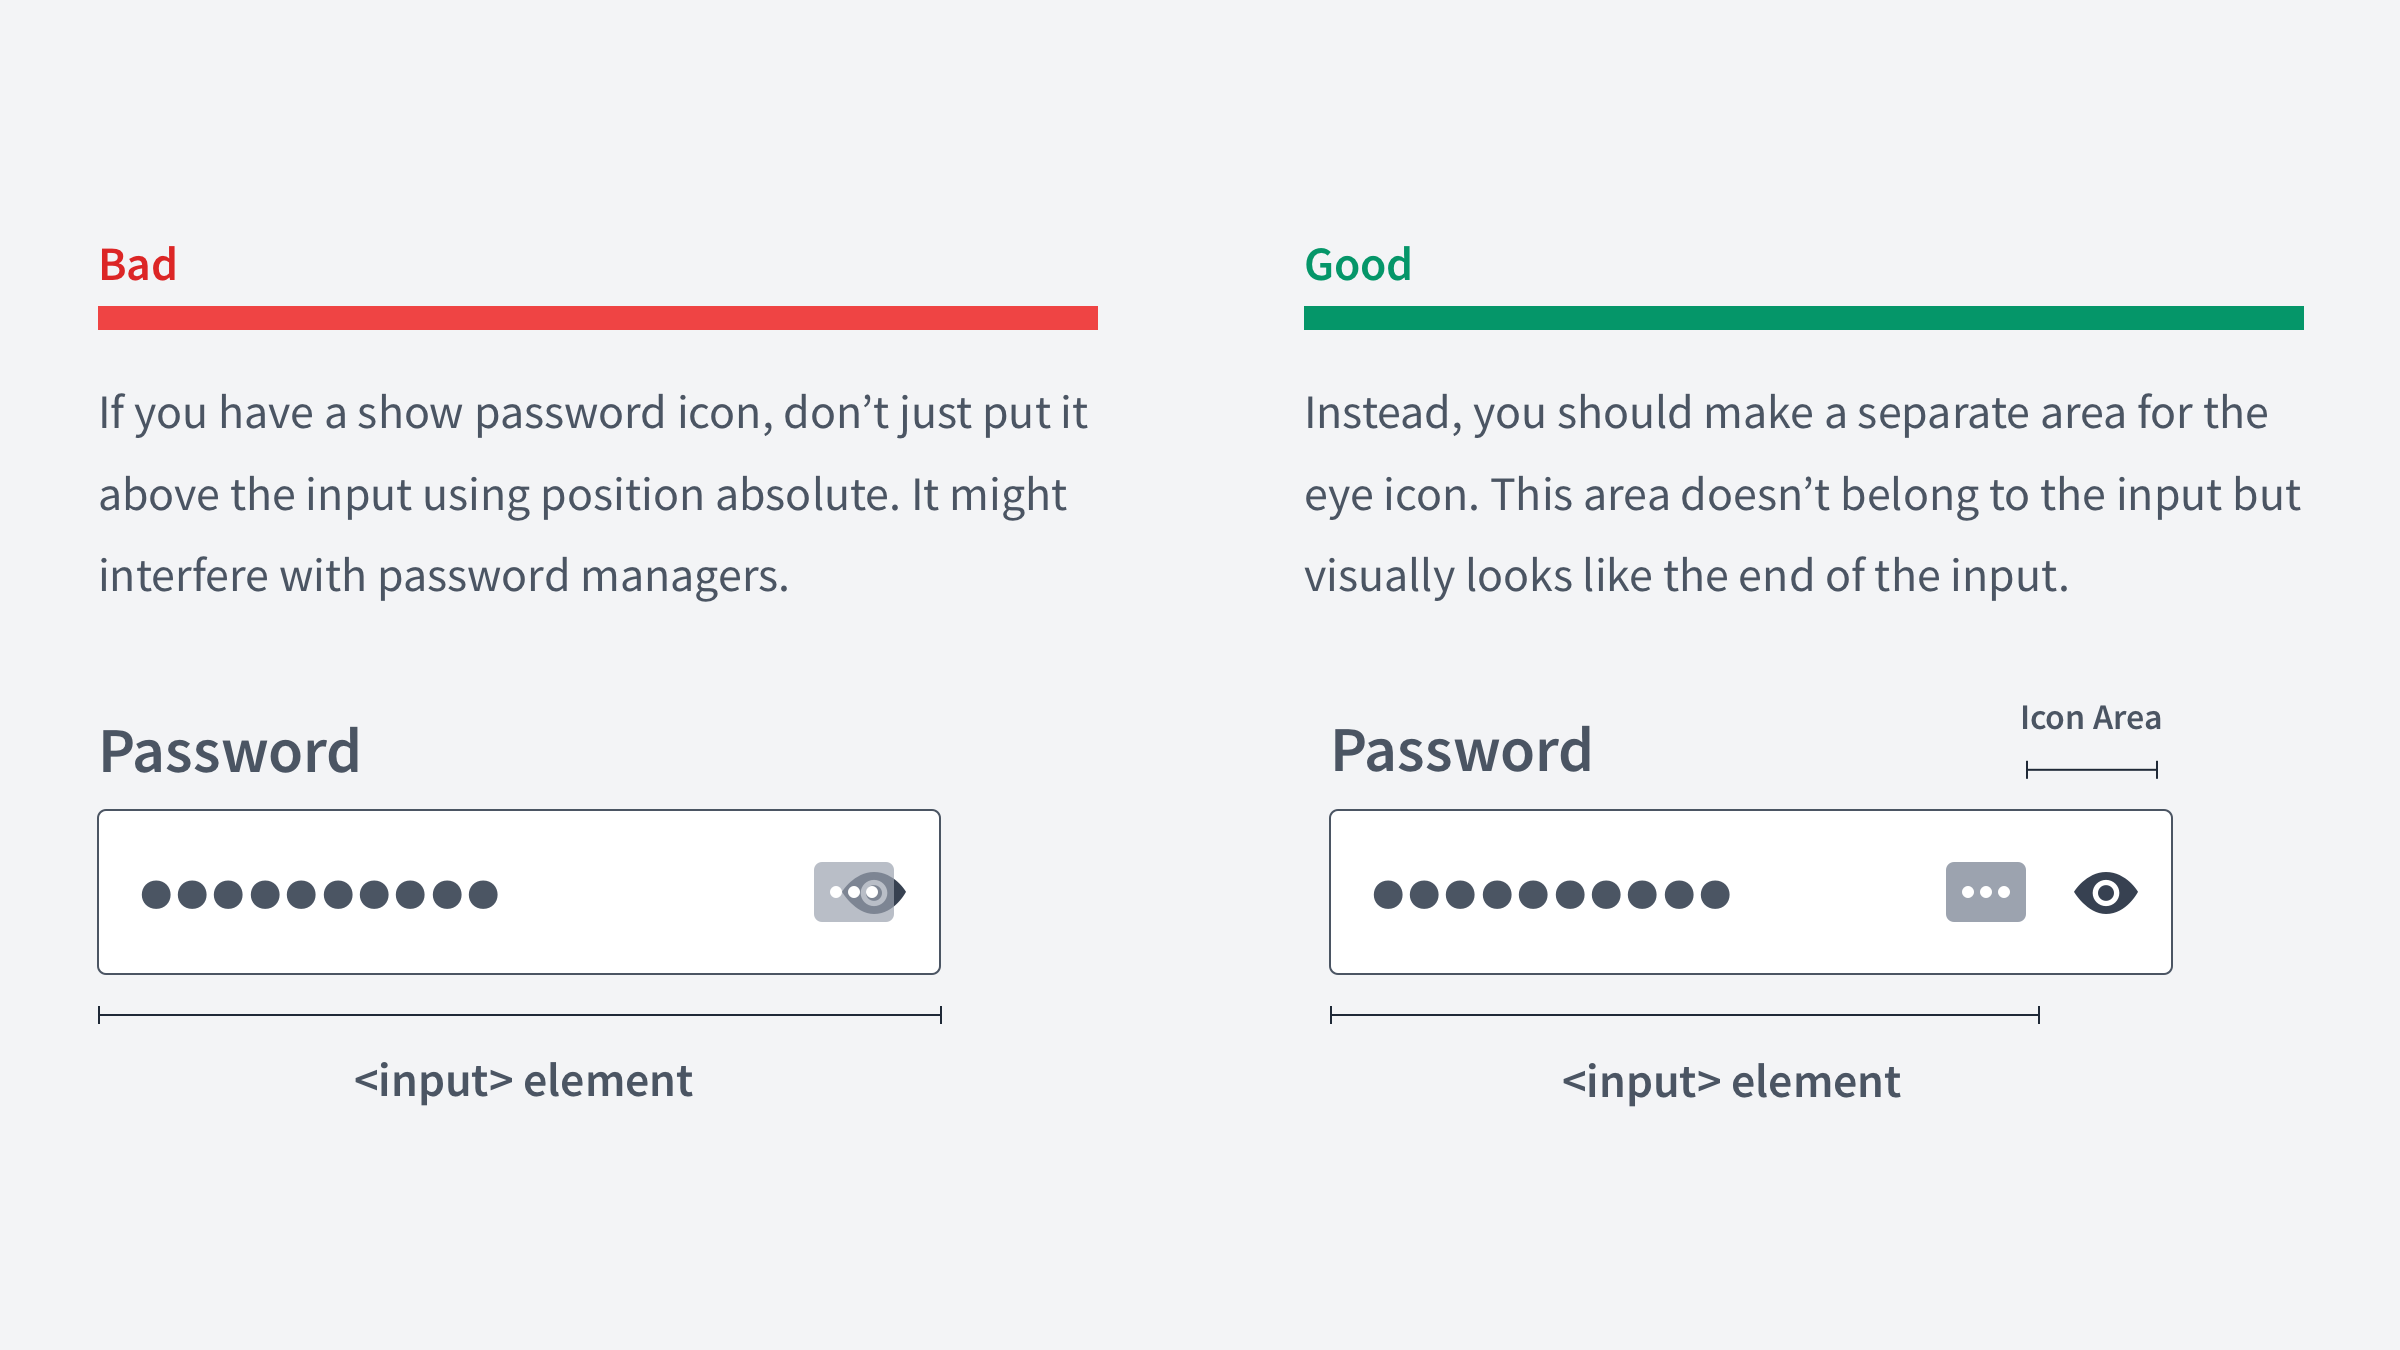 Bad
If you have a show password icon, don’t just put it
above the input using position absolute. It might
interfere with password managers.
Password
<input> element
Good
Instead, you should make a separate area for the
eye icon. This area doesn’t belong to the input but
visually looks like the end of the input.
Icon Area
Password
<input> element